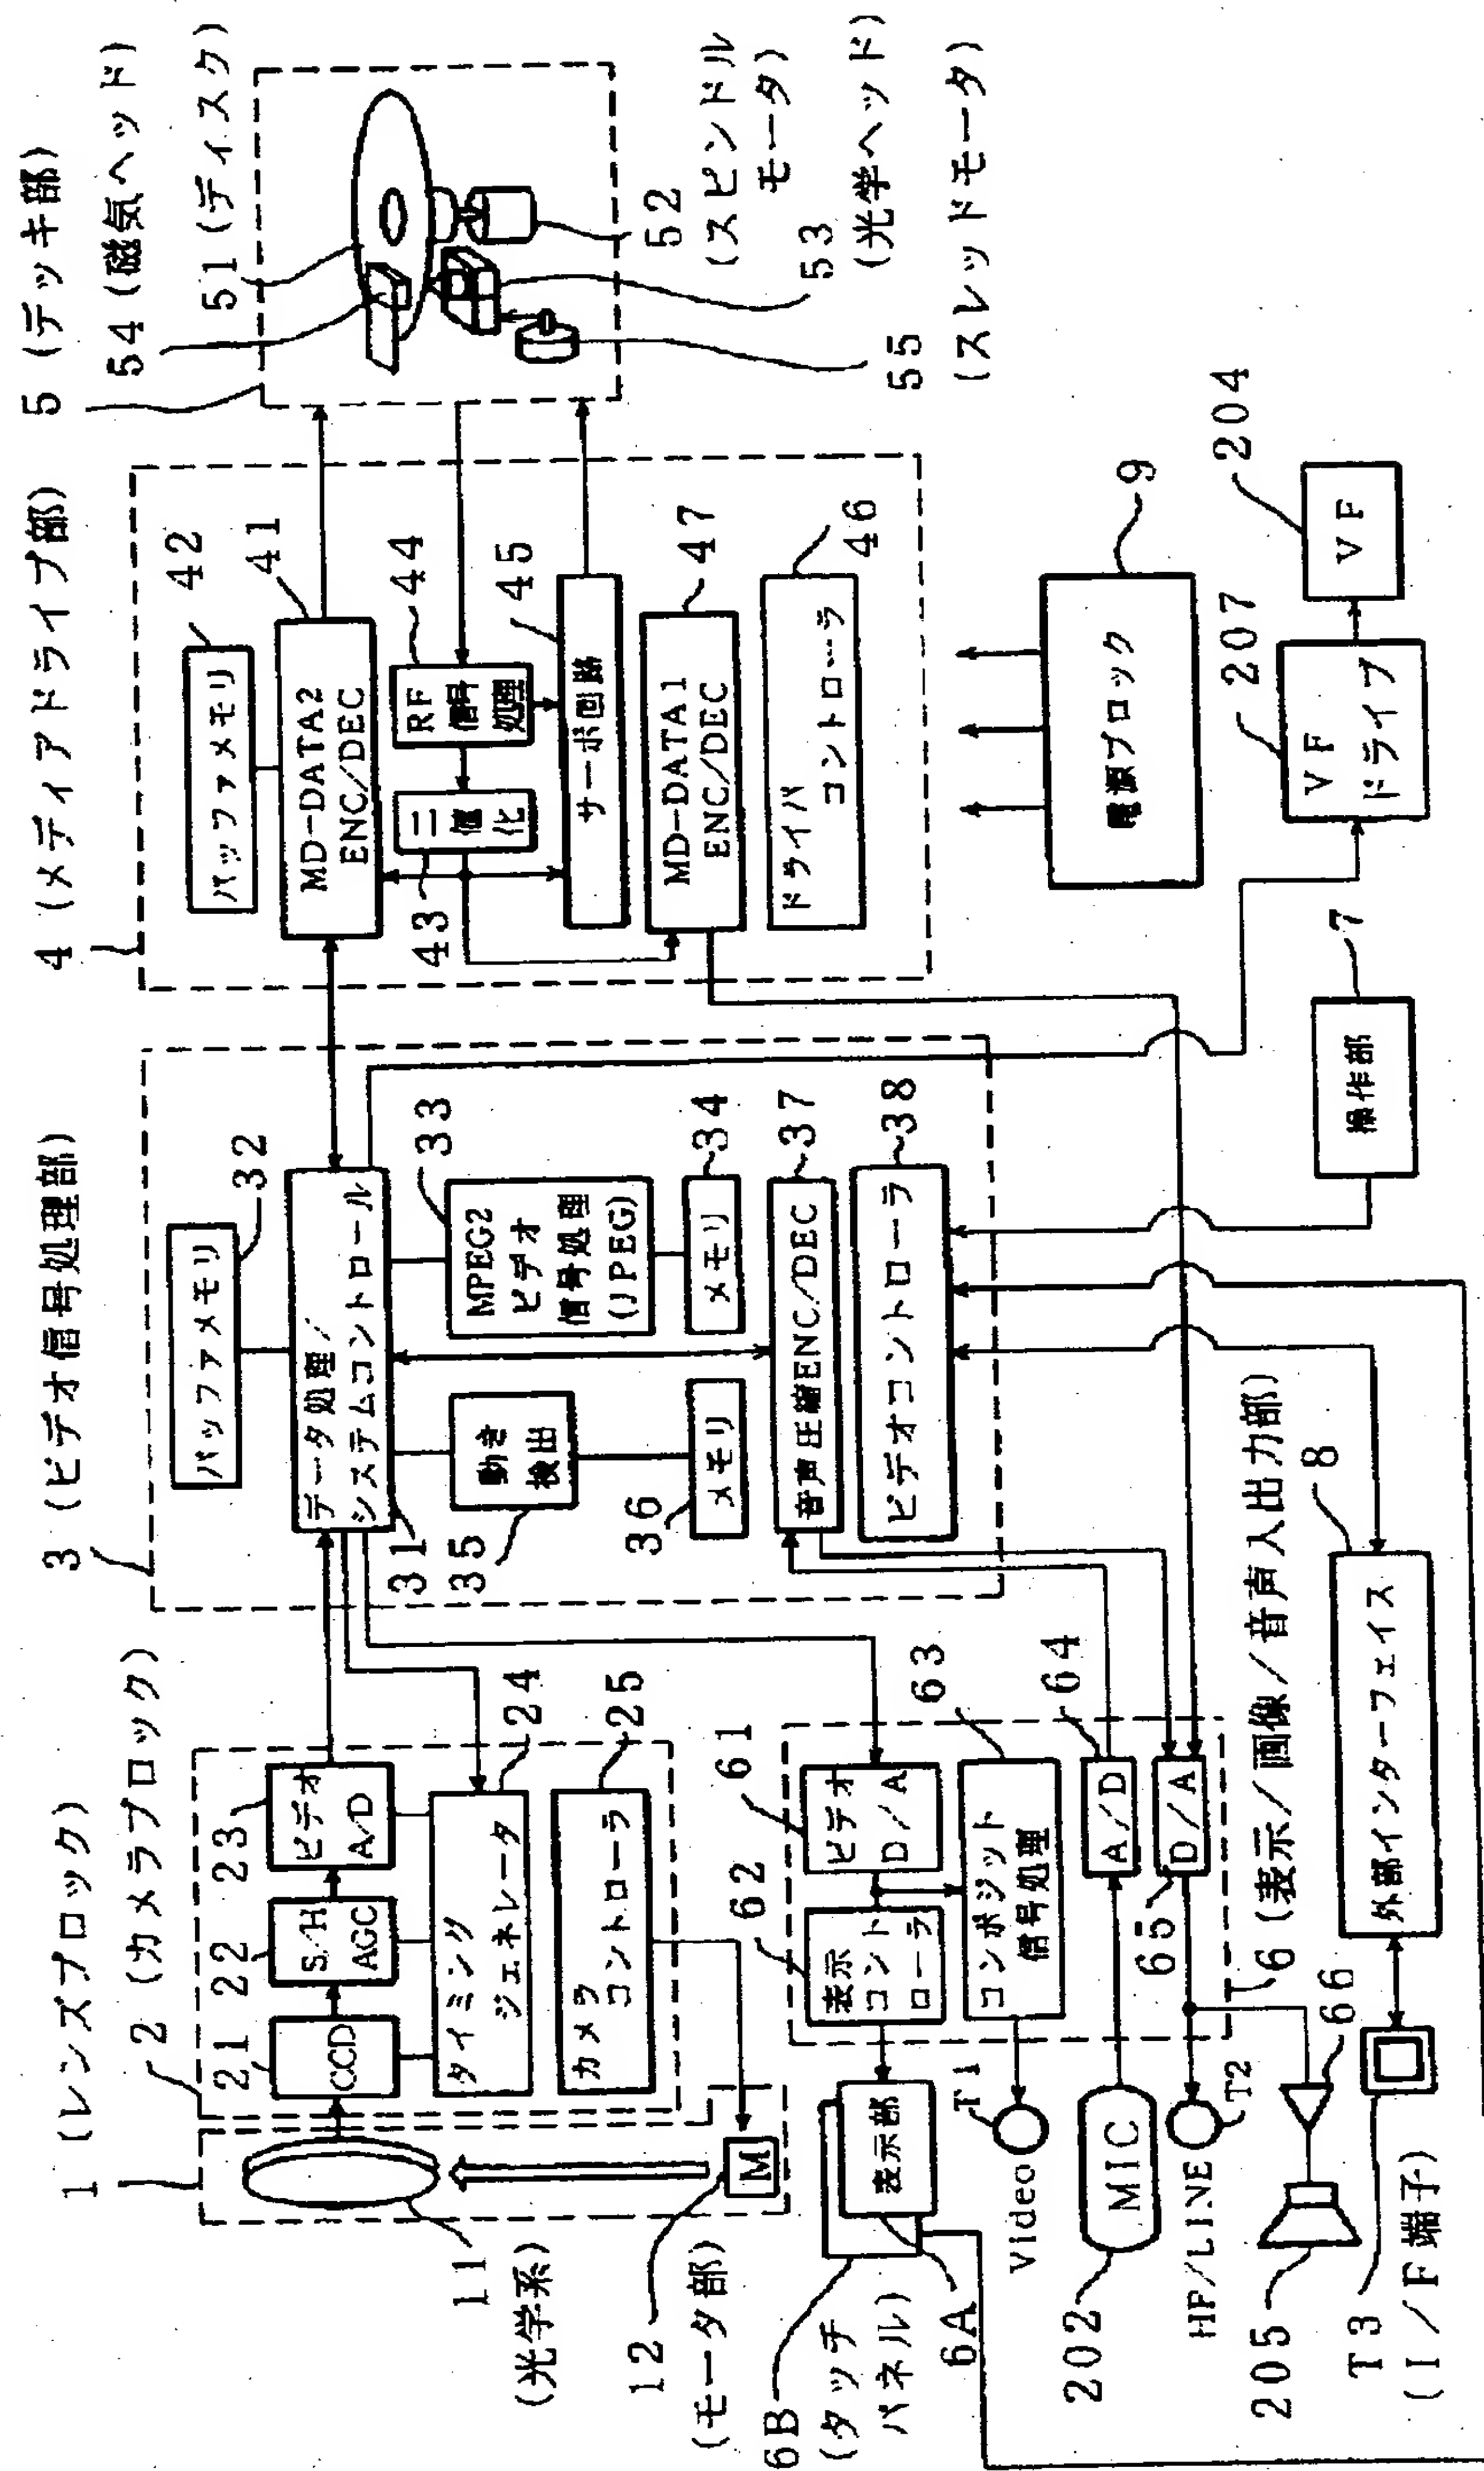 1 (レンズブロック)
2 (カメラブロック)
21
22
23
CCD
S/H
AGC
ビデオ
A/D
タイミング
ジェネレータ
24
カメラ
コントローラ
25
11
(光学系)
M
12
(モータ部)
3 (ビデオ信号処理部)
バッファメモリ
32
データ処理/
システムコントロール
31
MPEG2
ビデオ
信号処理
(JPEG)
33
メモリ
34
動き
検出
35
メモリ
36
音声圧縮ENC/DEC
37
ビデオコントローラ
38
4 (メディアドライブ部)
バッファメモリ
42
MD-DATA2
ENC/DEC
41
RF
信号
処理
44
二
値
化
43
サーボ回路
45
MD-DATA1
ENC/DEC
47
ドライバ
コントローラ
46
5 (デッキ部)
54 (磁気ヘッド)
51 (ディスク)
52
(スピンドル
モータ)
53
(光学ヘッド)
55
(スレッドモータ)
61
ビデオ
D/A
62
表示
コント
ローラ
63
コンポジット
信号処理
64
A/D
65
D/A
6 (表示/画像/音声入出力部)
表示部
6A
6B
(タッチ
パネル)
T1
Video
MIC
202
T2
HP/LINE
66
205
T3
(I/F端子)
外部インターフェイス
8
操作部
7
電源ブロック
9
VF
ドライブ
207
VF
204